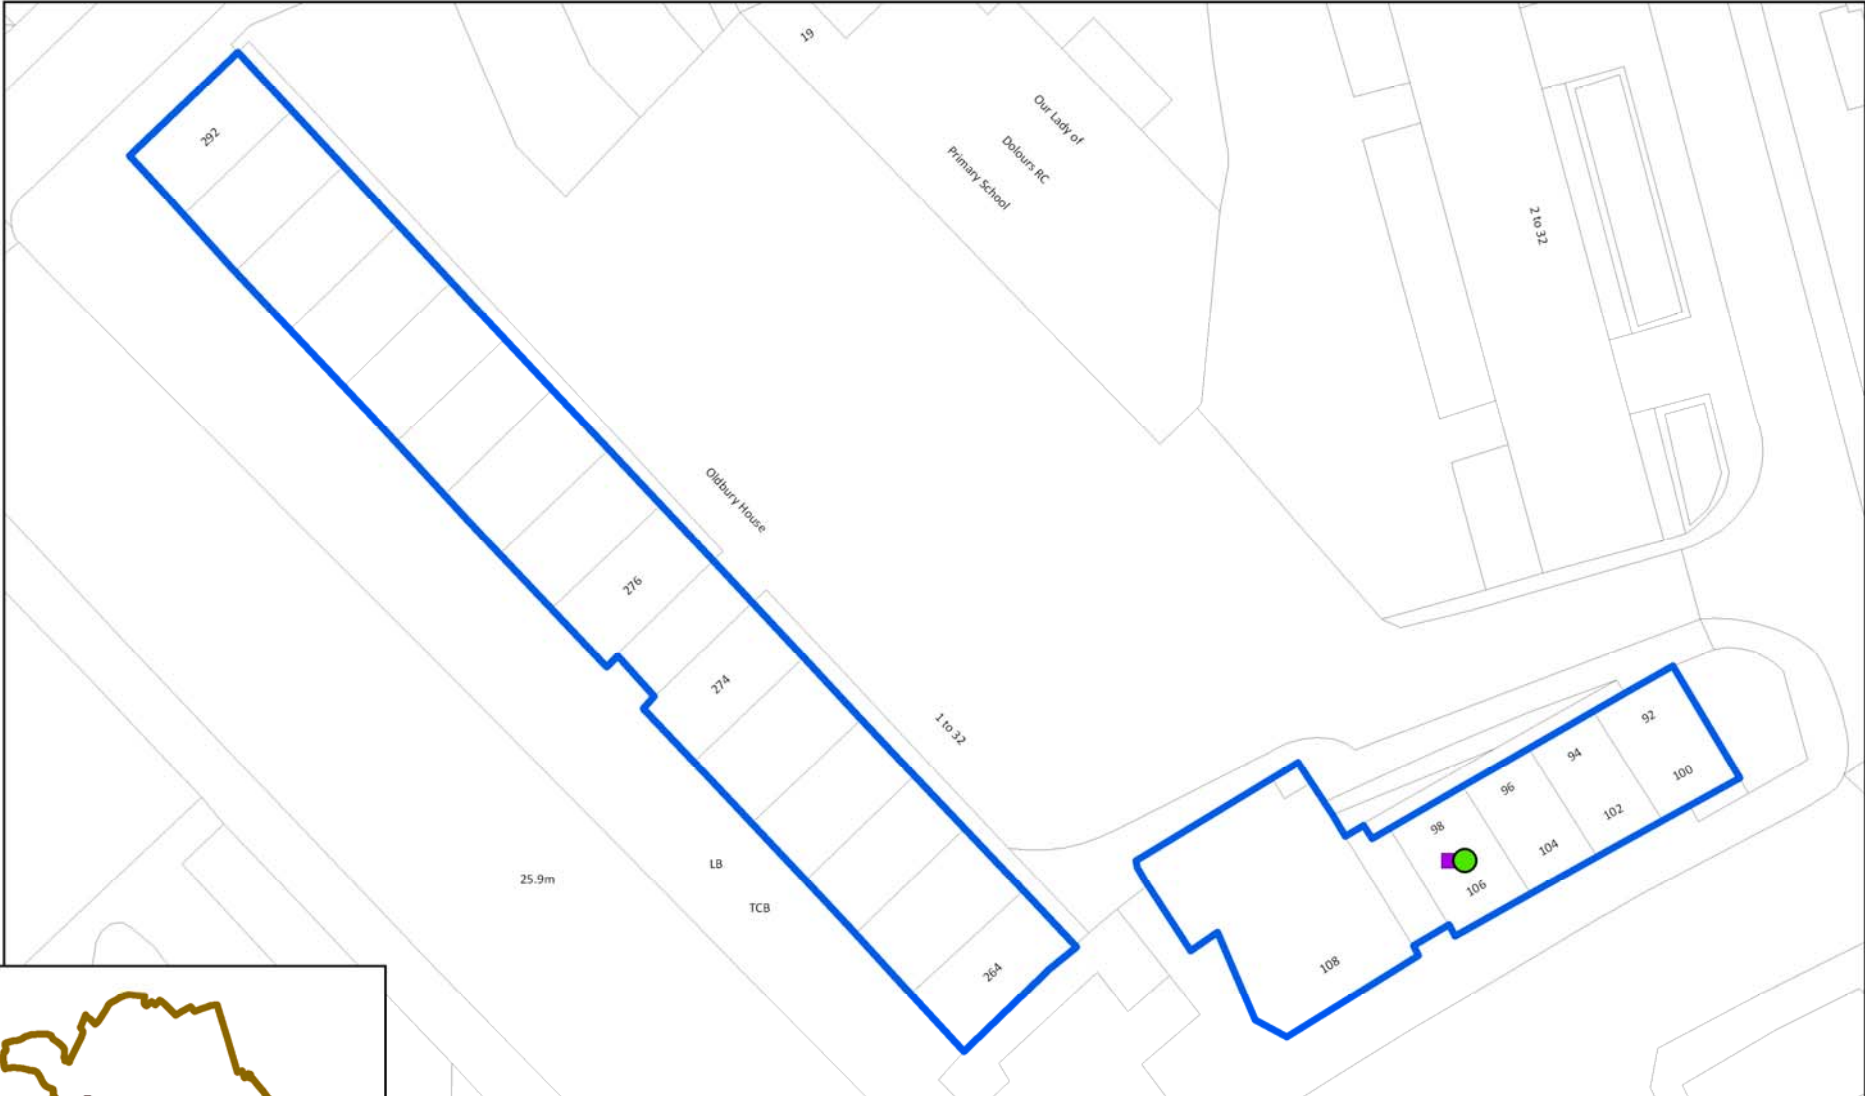 19
292
Our Lady of
Dolours RC
Primary School
2 to 32
Oldbury House
276
274
1 to 32
92
94
96
98
100
102
104
106
108
LB
25.9m
TCB
264